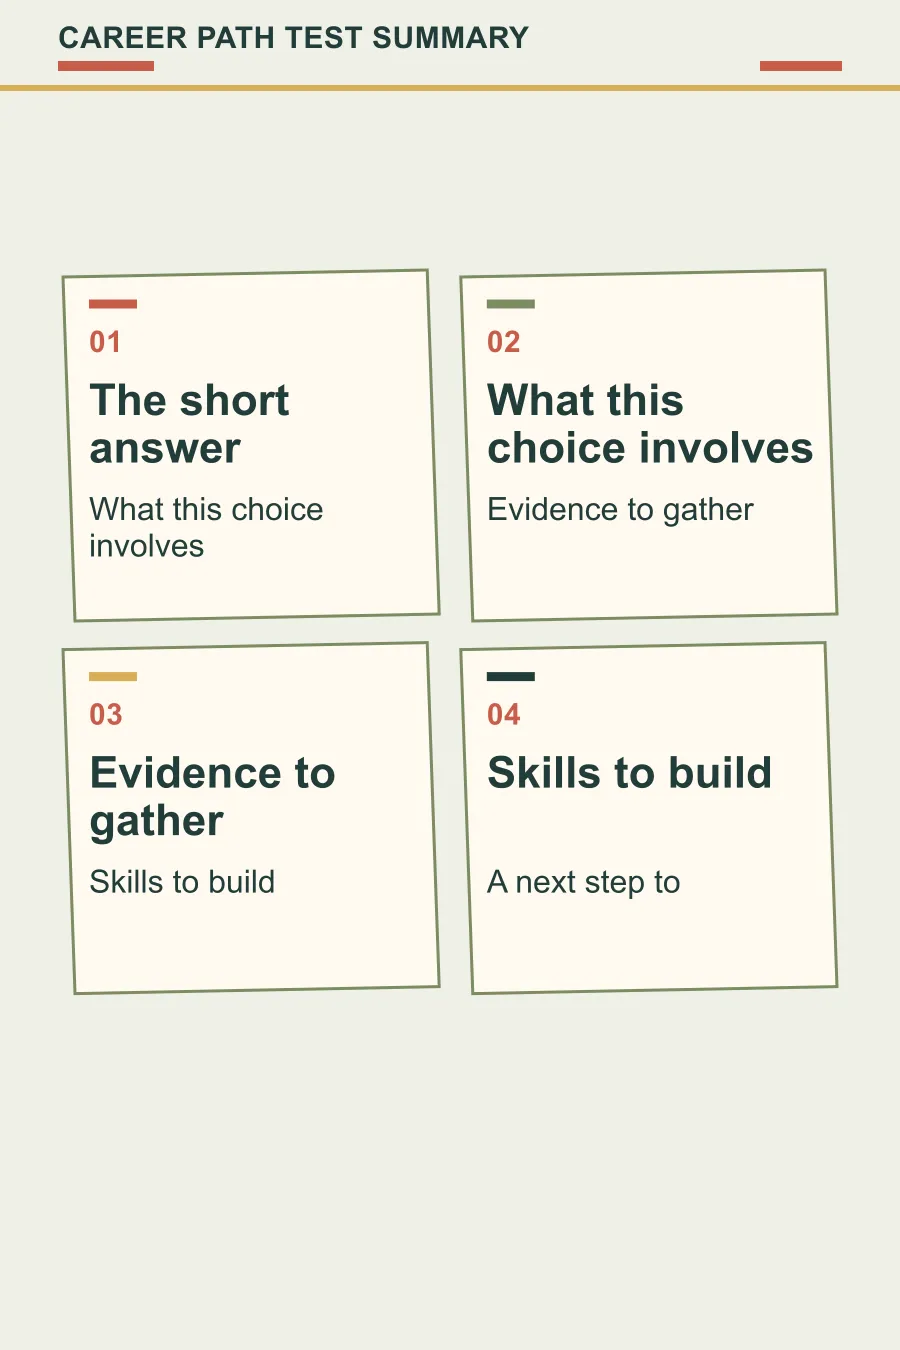 CAREER PATH TEST SUMMARY
01
The short
answer
What this choice
involves
02
What this
choice involves
Evidence to gather
03
Evidence to
gather
Skills to build
04
Skills to build
A next step to